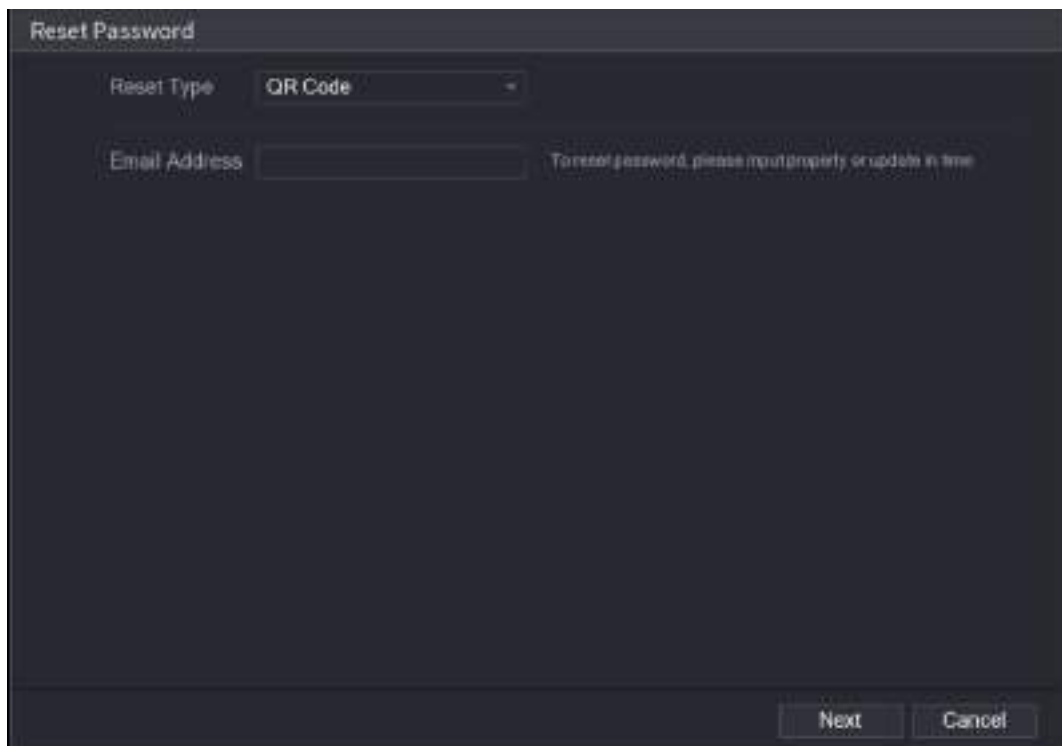 Reset Password
Reset Type QR Code
Email Address To reset password, please input properly or update in time
Next Cancel